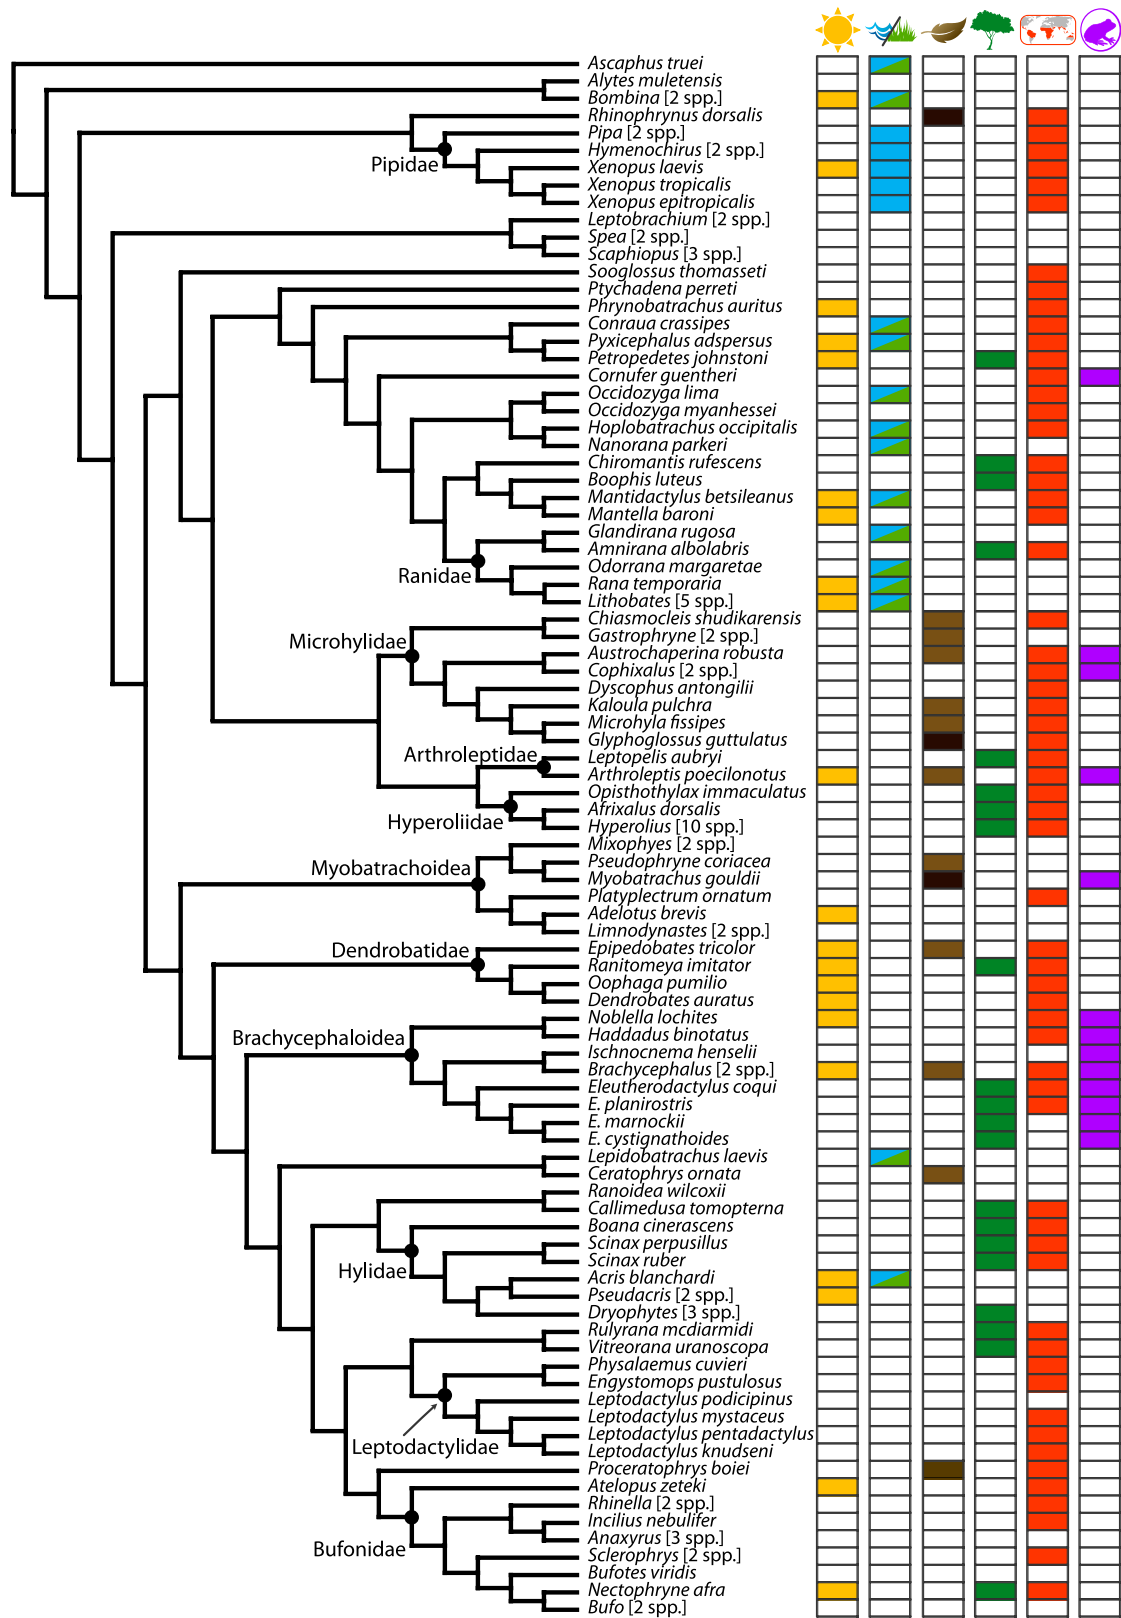 Ascaphus truei
Alytes muletensis
Bombina [2 spp.]
Rhinophrynus dorsalis
Pipa [2 spp.]
Hymenochirus [2 spp.]
Pipidae
Xenopus laevis
Xenopus tropicalis
Xenopus epitropicalis
Leptobrachium [2 spp.]
Spea [2 spp.]
Scaphiopus [3 spp.]
Sooglossus thomasseti
Ptychadena perreti
Phrynobatrachus auritus
Conraua crassipes
Pyxicephalus adspersus
Petropedetes johnstoni
Cornufer guentheri
Occidozyga lima
Occidozyga myanhessei
Hoplobatrachus occipitalis
Nanorana parkeri
Chiromantis rufescens
Boophis luteus
Mantidactylus betsileanus
Mantella baroni
Glandirana rugosa
Amnirana albolabris
Odorrana margaretae
Ranidae
Rana temporaria
Lithobates [5 spp.]
Chiasmocleis shudikarensis
Gastrophryne [2 spp.]
Microhylidae
Austrochaperina robusta
Cophixalus [2 spp.]
Dyscophus antongilii
Kaloula pulchra
Microhyla fissipes
Glyphoglossus guttulatus
Arthroleptidae
Leptopelis aubryi
Arthroleptis poecilonotus
Opisthothylax immaculatus
Afrixalus dorsalis
Hyperoliidae
Hyperolius [10 spp.]
Mixophyes [2 spp.]
Pseudophryne coriacea
Myobatrachoidea
Myobatrachus gouldii
Platyplectrum ornatum
Adelotus brevis
Limnodynastes [2 spp.]
Dendrobatidae
Epipedobates tricolor
Ranitomeya imitator
Oophaga pumilio
Dendrobates auratus
Noblella lochites
Brachycephaloidea
Haddadus binotatus
Ischnocnema henselii
Brachycephalus [2 spp.]
Eleutherodactylus coqui
E. planirostris
E. marnockii
E. cystignathoides
Lepidobatrachus laevis
Ceratophrys ornata
Ranoidea wilcoxii
Callimedusa tomopterna
Boana cinerascens
Scinax perpusillus
Scinax ruber
Hylidae
Acris blanchardi
Pseudacris [2 spp.]
Dryophytes [3 spp.]
Rulyrana mcdiarmidi
Vitreorana uranoscopa
Physalaemus cuvieri
Engystomops pustulosus
Leptodactylus podicipinus
Leptodactylus mystaceus
Leptodactylus pentadactylus
Leptodactylidae
Leptodactylus knudseni
Proceratophrys boiei
Atelopus zeteki
Rhinella [2 spp.]
Incilius nebulifer
Anaxyrus [3 spp.]
Bufonidae
Sclerophrys [2 spp.]
Bufotes viridis
Nectophryne afra
Bufo [2 spp.]